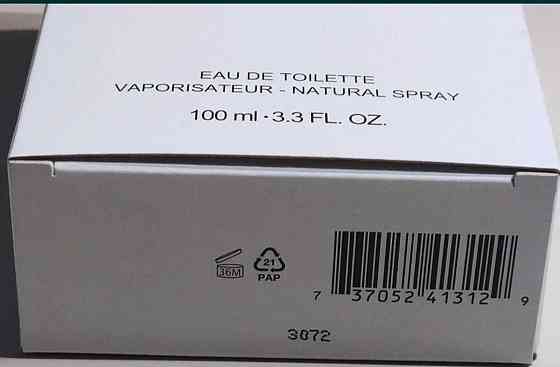 EAU DE TOILETTE
VAPORISATEUR - NATURAL SPRAY
100 ml · 3.3 FL. OZ.
36M
21
PAP
7 37052 41312 9
3072